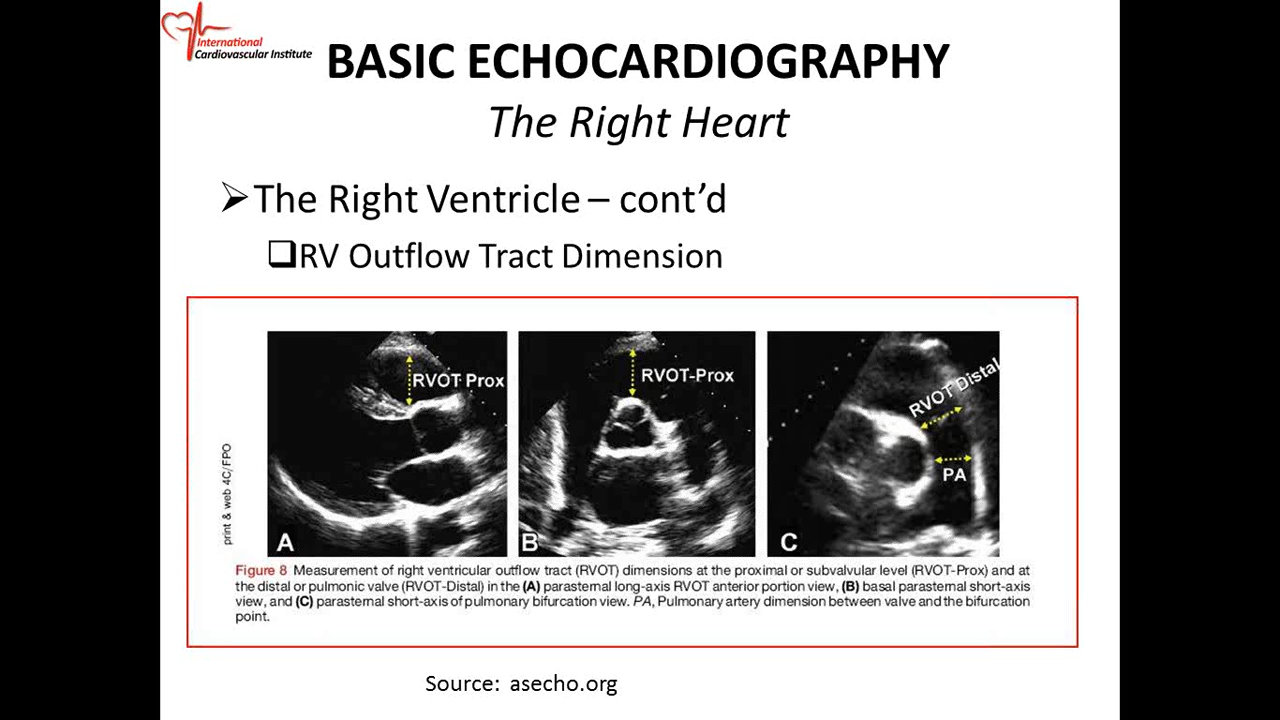 International
Cardiovascular Institute
BASIC ECHOCARDIOGRAPHY
The Right Heart
➢The Right Ventricle – cont’d
❑RV Outflow Tract Dimension
print & web 4C/FPO
RVOT Prox
A
RVOT-Prox
B
RVOT Distal
PA
C
Figure 8 Measurement of right ventricular outflow tract (RVOT) dimensions at the proximal or subvalvular level (RVOT-Prox) and at
the distal or pulmonic valve (RVOT-Distal) in the (A) parasternal long-axis RVOT anterior portion view, (B) basal parasternal short-axis
view, and (C) parasternal short-axis of pulmonary bifurcation view. PA, Pulmonary artery dimension between valve and the bifurcation
point.
Source: asecho.org